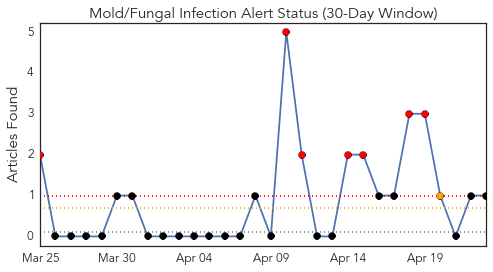 Mold/Fungal Infection Alert Status (30-Day Window)
Articles Found
5
4
3
2
1
0
Mar 25 Mar 30 Apr 04 Apr 09 Apr 14 Apr 19